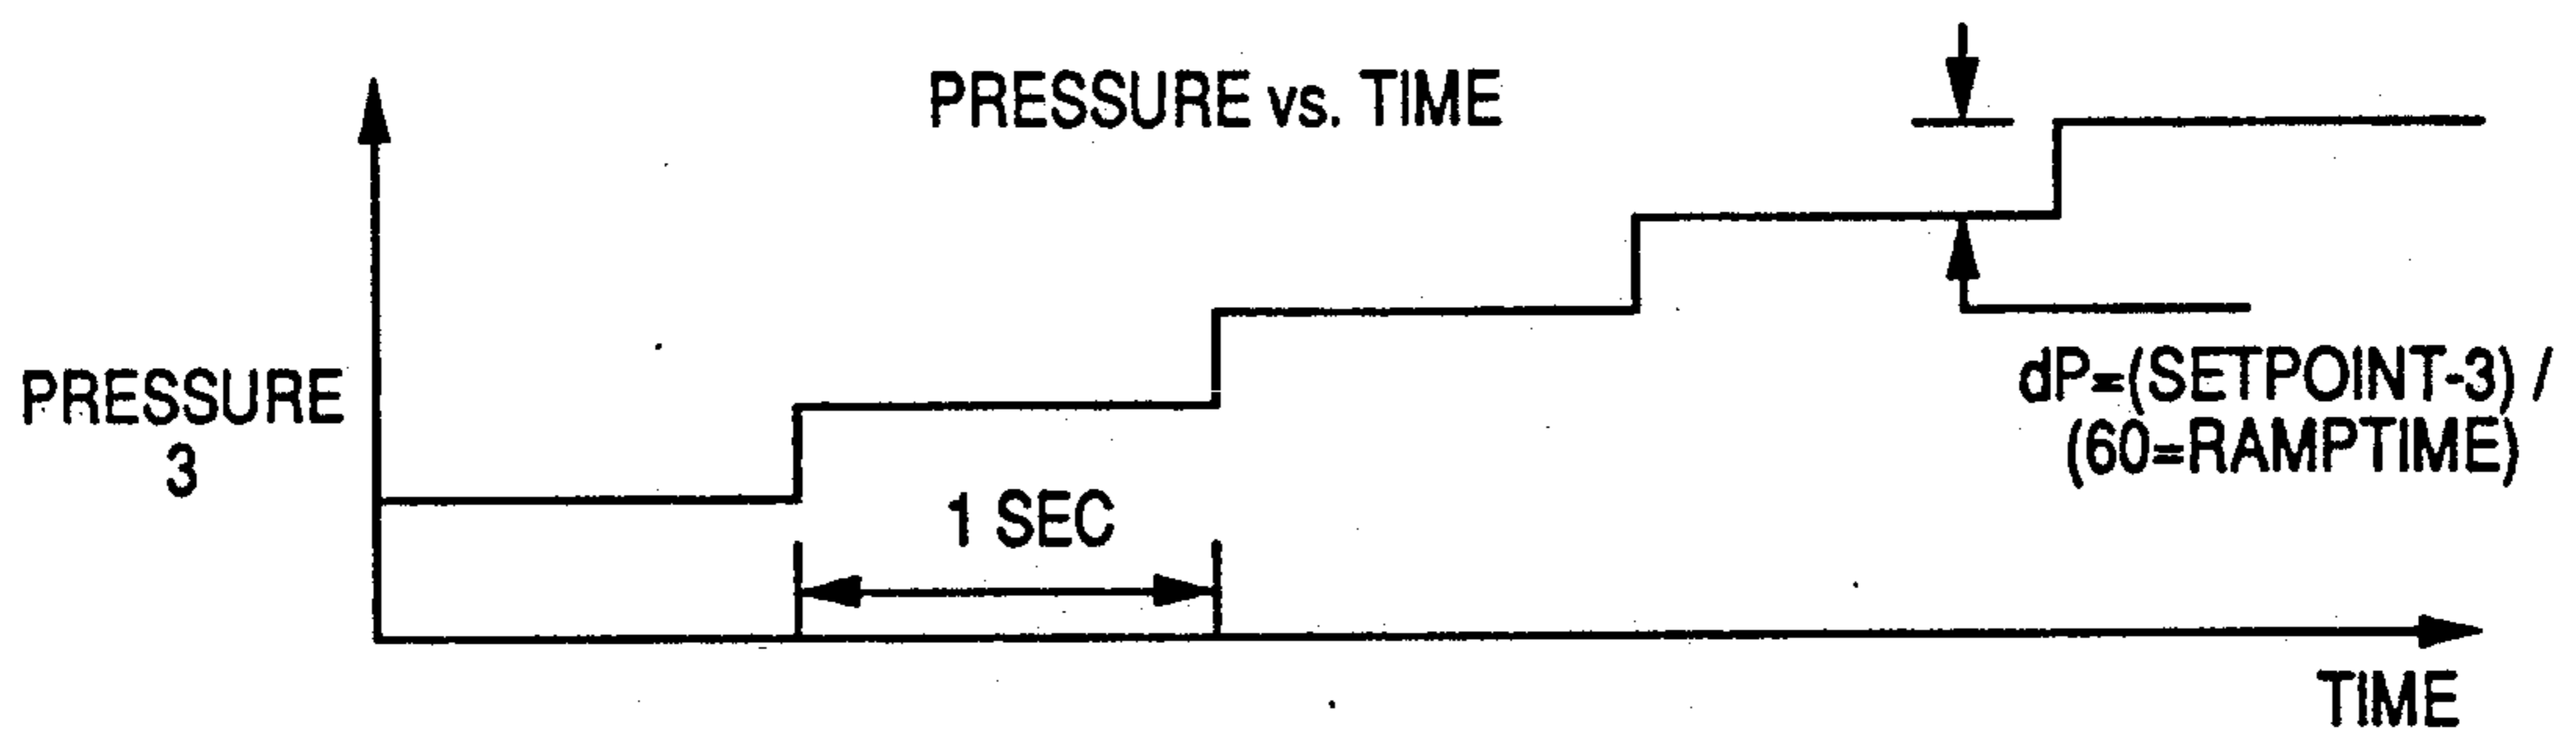 PRESSURE vs. TIME
PRESSURE
3
1 SEC
dP=(SETPOINT-3) /
(60=RAMPTIME)
TIME